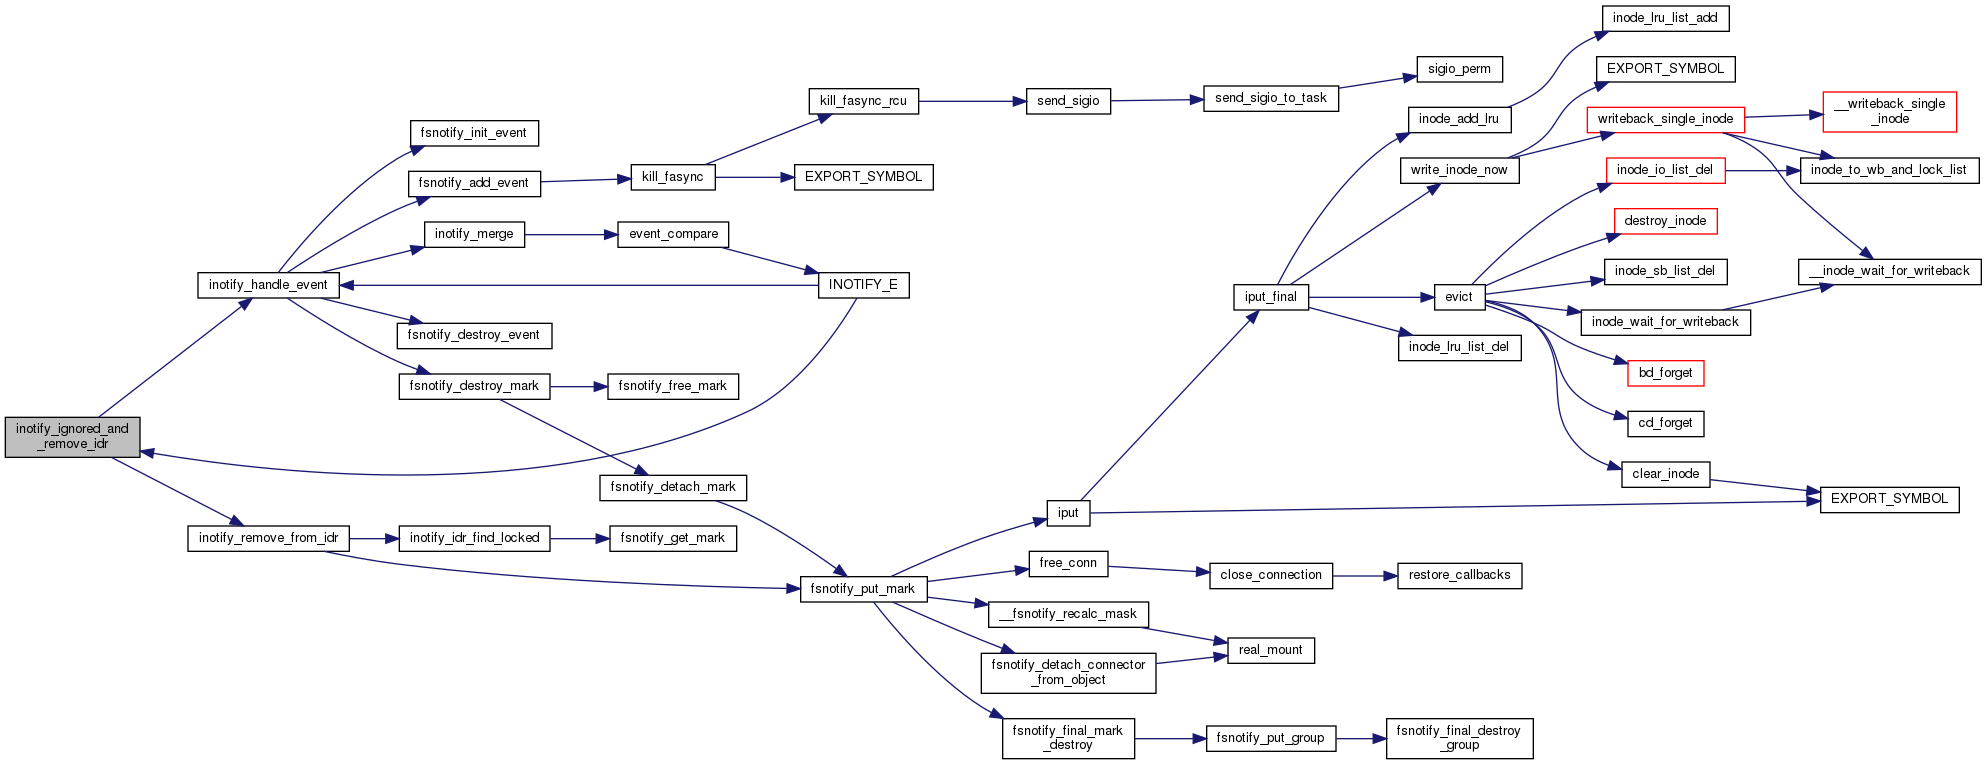 inode_lru_list_add
sigio_perm
EXPORT_SYMBOL
kill_fasync_rcu
send_sigio
send_sigio_to_task
inode_add_lru
writeback_single_inode
__writeback_single
_inode
fsnotify_init_event
fsnotify_add_event
kill_fasync
EXPORT_SYMBOL
write_inode_now
inode_io_list_del
inode_to_wb_and_lock_list
inotify_merge
event_compare
destroy_inode
inotify_handle_event
INOTIFY_E
inode_sb_list_del
__inode_wait_for_writeback
iput_final
evict
fsnotify_destroy_event
inode_wait_for_writeback
inode_lru_list_del
fsnotify_destroy_mark
fsnotify_free_mark
bd_forget
inotify_ignored_and
_remove_idr
cd_forget
fsnotify_detach_mark
clear_inode
EXPORT_SYMBOL
iput
inotify_remove_from_idr
inotify_idr_find_locked
fsnotify_get_mark
free_conn
close_connection
restore_callbacks
fsnotify_put_mark
__fsnotify_recalc_mask
real_mount
fsnotify_detach_connector
_from_object
fsnotify_final_mark
_destroy
fsnotify_put_group
fsnotify_final_destroy
_group